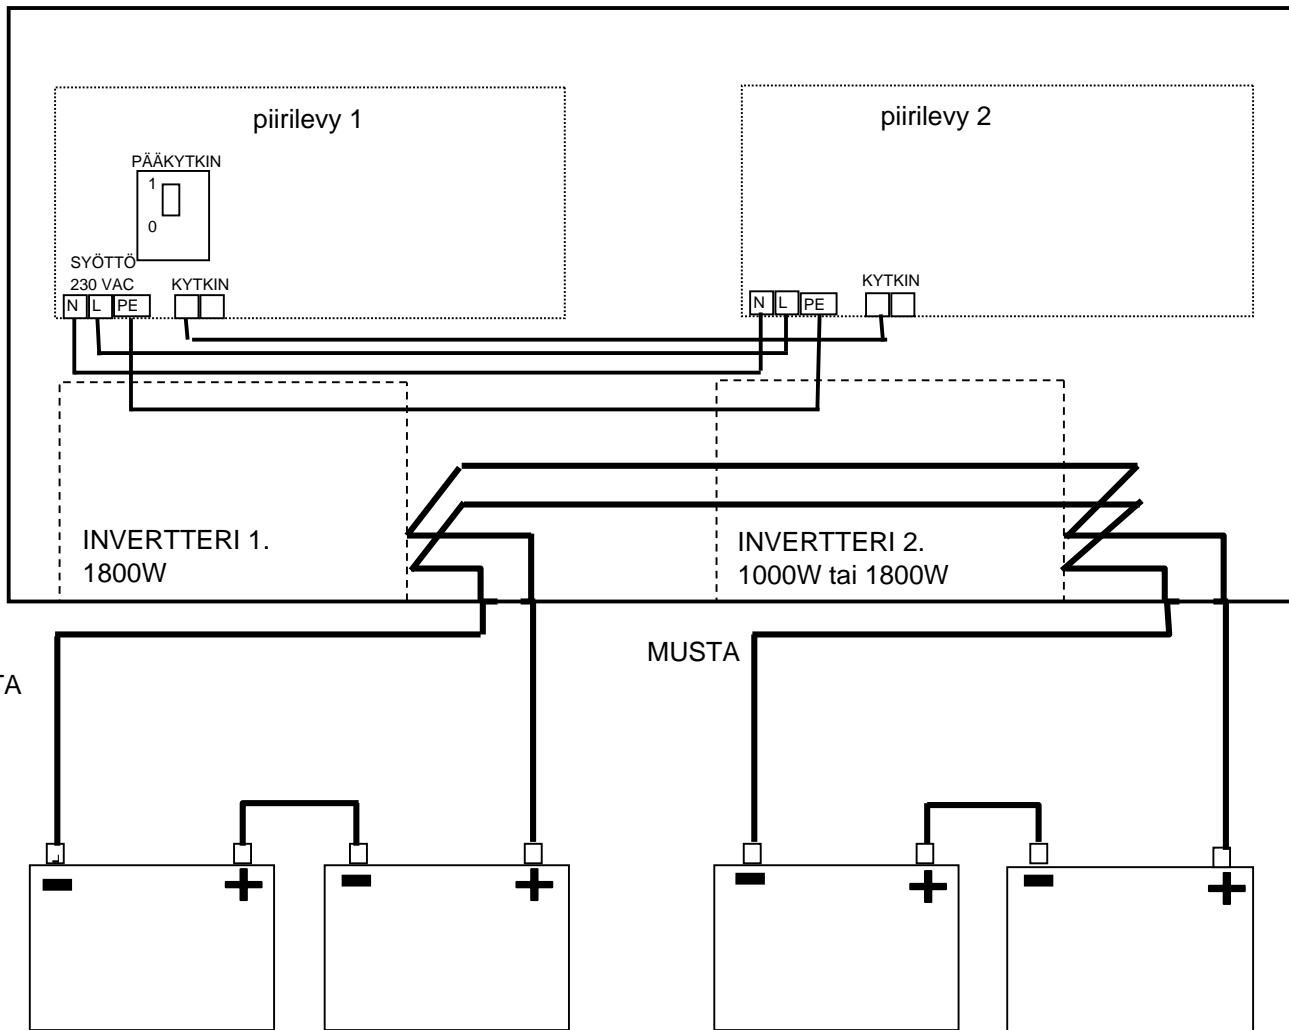 piirilevy 1
piirilevy 2
PÄÄKYTKIN
1
0
SYÖTTÖ
230 VAC
KYTKIN
N L PE
KYTKIN
N L PE
INVERTTERI 1.
1800W
INVERTTERI 2.
1000W tai 1800W
MUSTA
TA